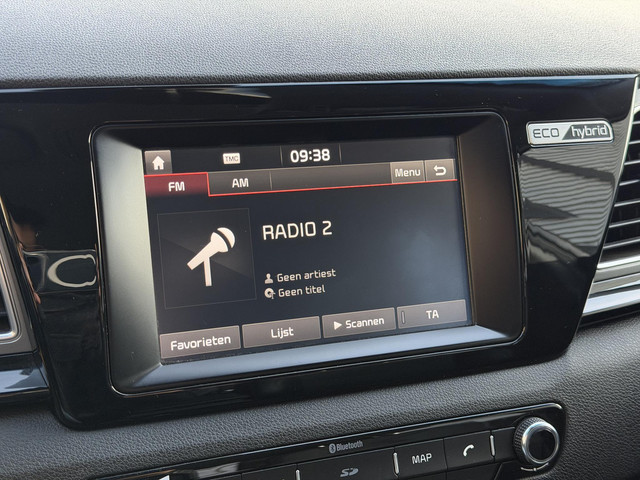 TMC 09:38
ECO hybrid
FM AM Menu
RADIO 2
Geen artiest
Geen titel
Favorieten Lijst Scannen TA
Bluetooth
SD MAP